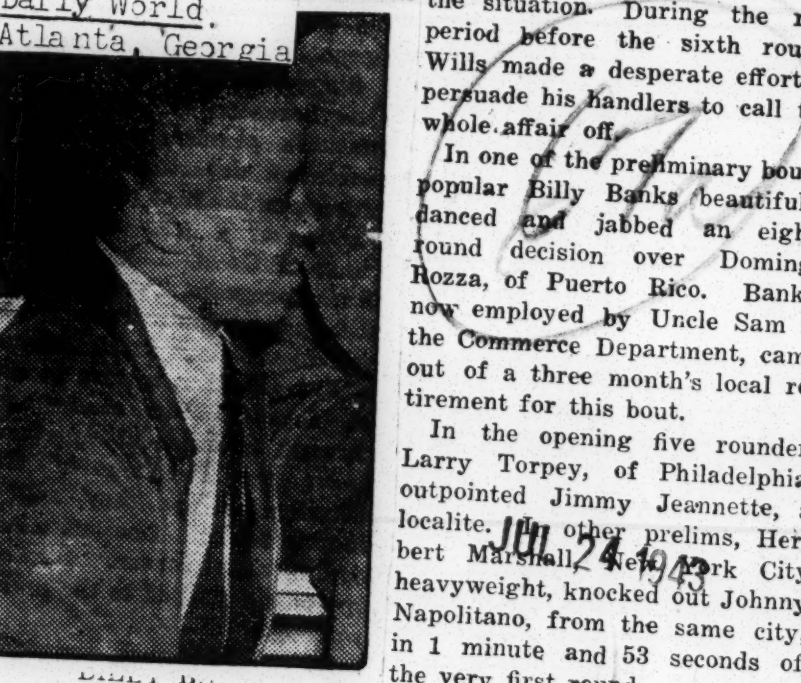 Daily World.
Atlanta, Georgia
the situation. During the
period before the sixth rou
Wills made a desperate effort
persuade his handlers to call
whole affair off.
In one of the preliminary bou
popular Billy Banks beautiful
danced and jabbed an eigh
round decision over Doming
Rozza, of Puerto Rico. Bank
now employed by Uncle Sam
the Commerce Department, cam
out of a three month's local re
tirement for this bout.
In the opening five rounder
Larry Torpey, of Philadelphia
outpointed Jimmy Jeannette, a
localite. In other prelims, Her
bert Marshall, New York City
heavyweight, knocked out Johnny
Napolitano, from the same city,
in 1 minute and 53 seconds of
the very first round
JUL 24 1943
BILLY